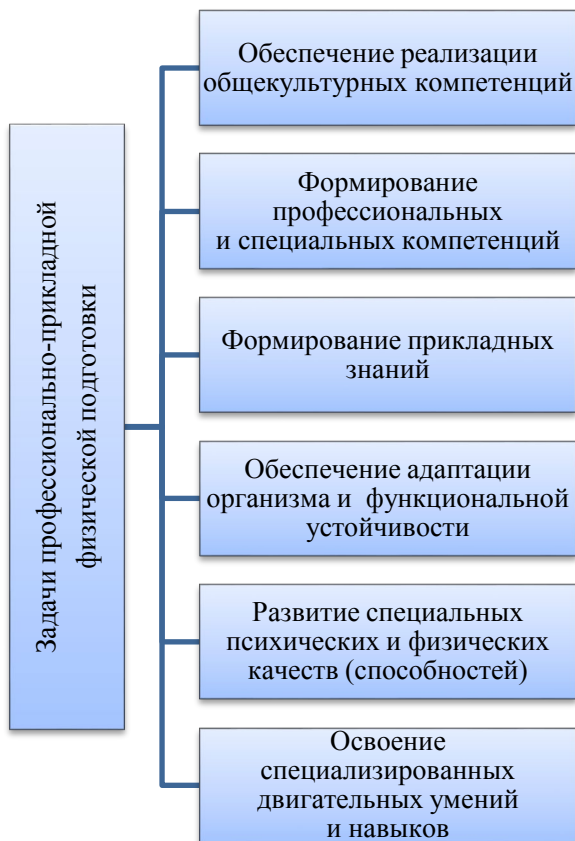 Задачи профессионально-прикладной
физической подготовки
Обеспечение реализации
общекультурных компетенций
Формирование
профессиональных
и специальных компетенций
Формирование прикладных
знаний
Обеспечение адаптации
организма и функциональной
устойчивости
Развитие специальных
психических и физических
качеств (способностей)
Освоение
специализированных
двигательных умений
и навыков